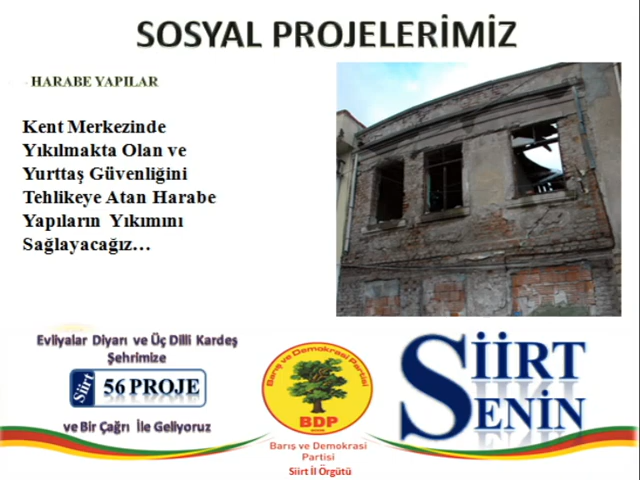 SOSYAL PROJELERİMİZ
HARABE YAPILAR
Kent Merkezinde
Yıkılmakta Olan ve
Yurttaş Güvenliğini
Tehlikeye Atan Harabe
Yapıların Yıkımını
Sağlayacağız…
Evliyalar Diyarı ve Üç Dilli Kardeş
Şehrimize
Siirt 56 PROJE
ve Bir Çağrı İle Geliyoruz
Barış ve Demokrasi Partisi
BDP
Barış ve Demokrasi
Partisi
Siirt İl Örgütü
SİİRT
SENİN